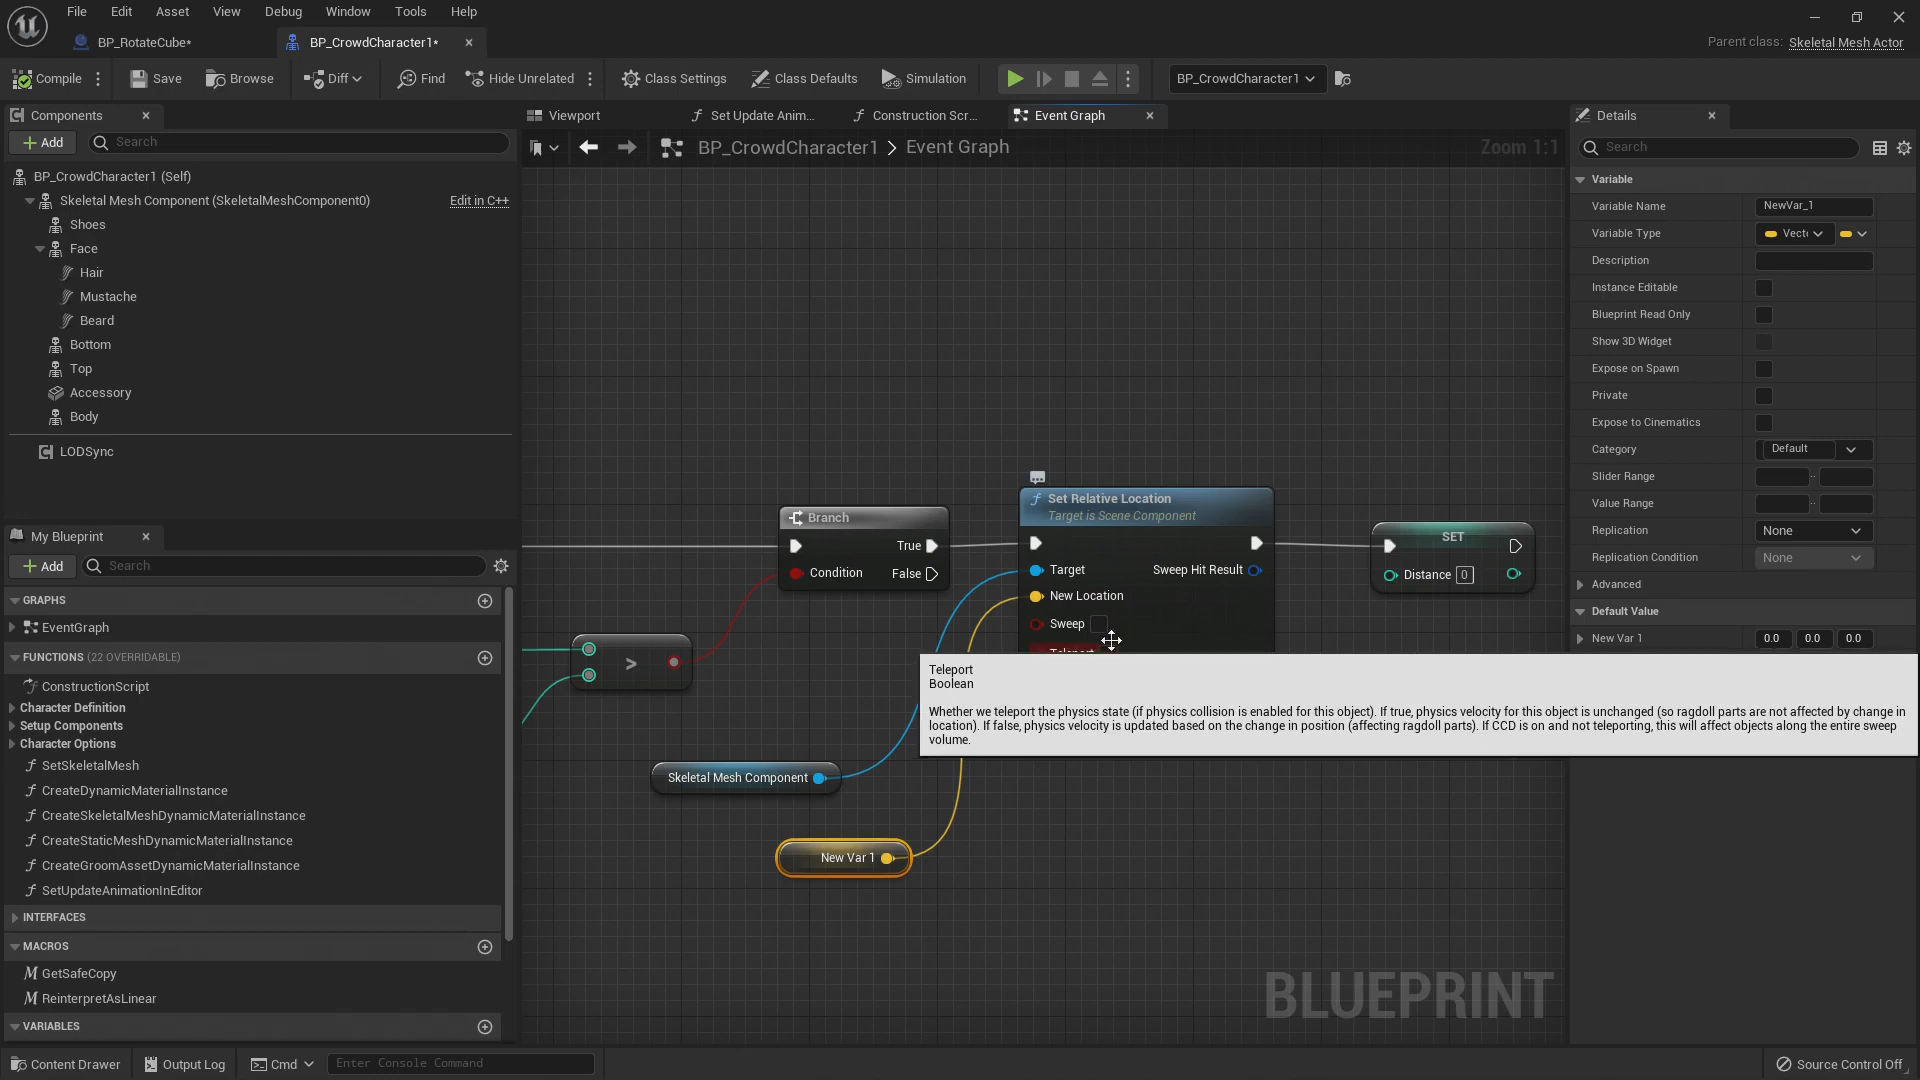 File Edit Asset View Debug Window Tools Help
BP_RotateCube* BP_CrowdCharacter1*
Parent class: Skeletal Mesh Actor
Compile Save Browse Diff Find Hide Unrelated Class Settings Class Defaults Simulation BP_CrowdCharacter1
Components
Add Search
BP_CrowdCharacter1 (Self)
Skeletal Mesh Component (SkeletalMeshComponent0) Edit in C++
Shoes
Face
Hair
Mustache
Beard
Bottom
Top
Accessory
Body
LODSync
My Blueprint
Add Search
GRAPHS
EventGraph
FUNCTIONS (22 OVERRIDABLE)
ConstructionScript
Character Definition
Setup Components
Character Options
SetSkeletalMesh
CreateDynamicMaterialInstance
CreateSkeletalMeshDynamicMaterialInstance
CreateStaticMeshDynamicMaterialInstance
CreateGroomAssetDynamicMaterialInstance
SetUpdateAnimationInEditor
INTERFACES
MACROS
GetSafeCopy
ReinterpretAsLinear
VARIABLES
Viewport Set Update Anim... Construction Scr... Event Graph
BP_CrowdCharacter1 > Event Graph
Zoom 1:1
Branch
True
Condition False
>
Set Relative Location
Target is Scene Component
Target Sweep Hit Result
New Location
Sweep
Teleport
SET
Distance 0
Teleport
Boolean
Whether we teleport the physics state (if physics collision is enabled for this object). If true, physics velocity for this object is unchanged (so ragdoll parts are not affected by change in
location). If false, physics velocity is updated based on the change in position (affecting ragdoll parts). If CCD is on and not teleporting, this will affect objects along the entire sweep
volume.
Skeletal Mesh Component
New Var 1
BLUEPRINT
Details
Search
Variable
Variable Name NewVar_1
Variable Type Vect
Description
Instance Editable
Blueprint Read Only
Show 3D Widget
Expose on Spawn
Private
Expose to Cinematics
Category Default
Slider Range
Value Range
Replication None
Replication Condition None
Advanced
Default Value
New Var 1 0.0 0.0 0.0
Content Drawer Output Log Cmd Enter Console Command Source Control Off